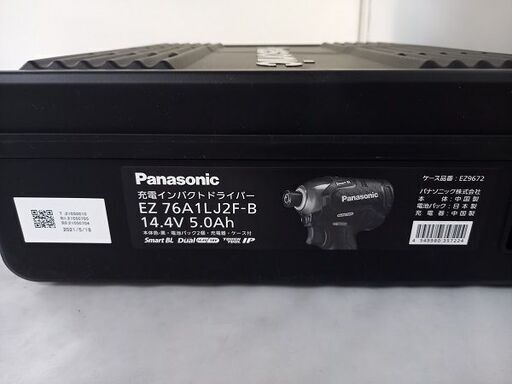 Panasonic
充電インパクトドライバー
EZ 76A1LJ2F-B
14.4V 5.0Ah
本体色:黒・電池パック2個・充電器・ケース付
Smart BL Dual IP
Panasonic
ケース品番:EZ9672
パナソニック株式会社
本体:中国製
電池パック:日本製
充電器:中国製
4 549980 357224
2021/5/18